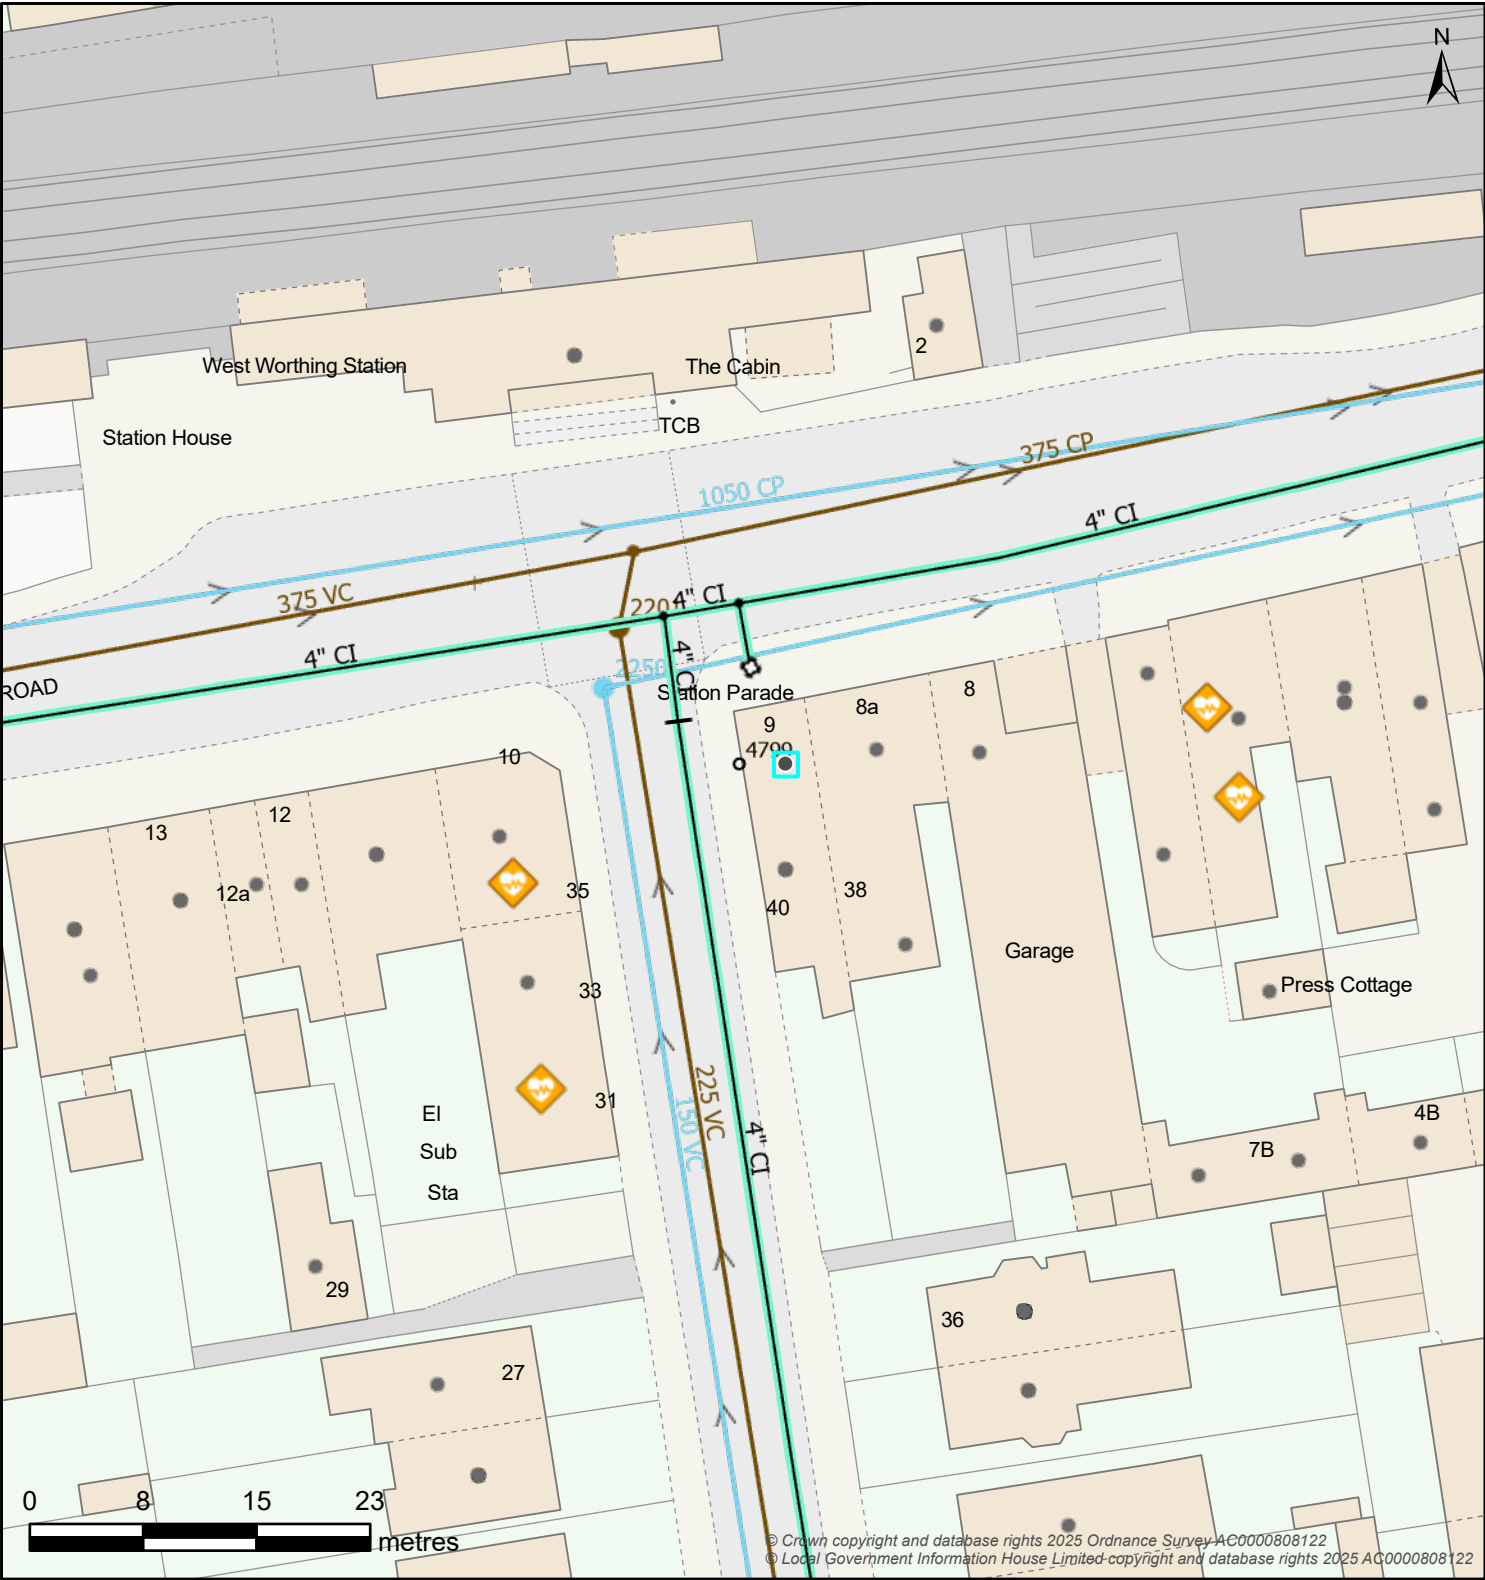 N
2
West Worthing Station
The Cabin
TCB
Station House
375 CP
1050 CP
4" CI
375 VC
4" CI
220
4" CI
4" CI
2250
ROAD
Station Parade
8
8a
9
4799
10
12
13
12a
35
40
38
Garage
33
Press Cottage
31
El
Sub
Sta
225 VC
150 VC
4" CI
4B
7B
29
36
27
0 8 15 23
metres
© Crown copyright and database rights 2025 Ordnance Survey AC0000808122
© Local Government Information House Limited copyright and database rights 2025 AC0000808122